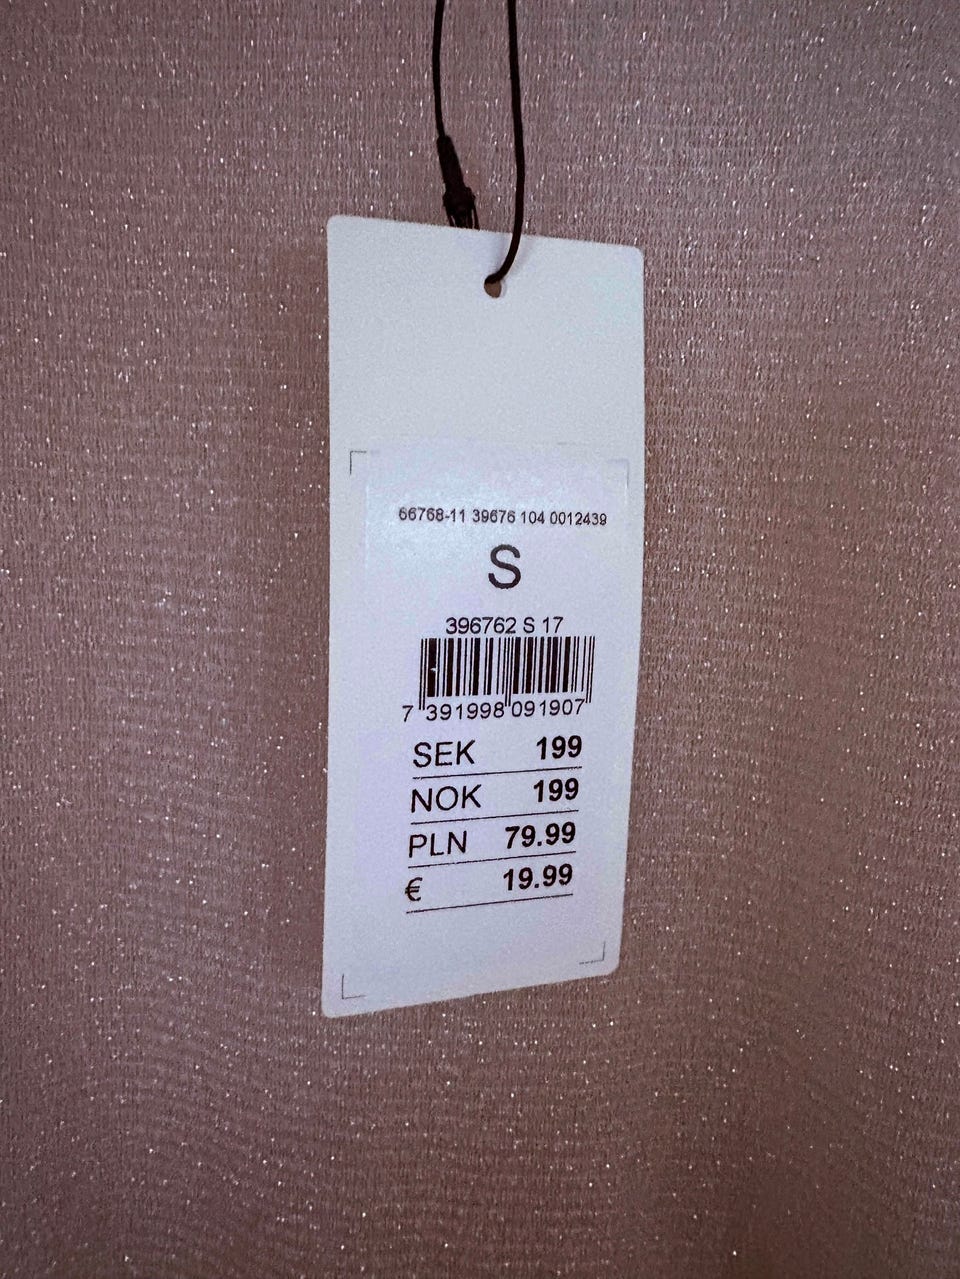 66768-11 39676 104 0012439
S
396762 S 17
7 391998 091907
SEK 199
NOK 199
PLN 79.99
€ 19.99